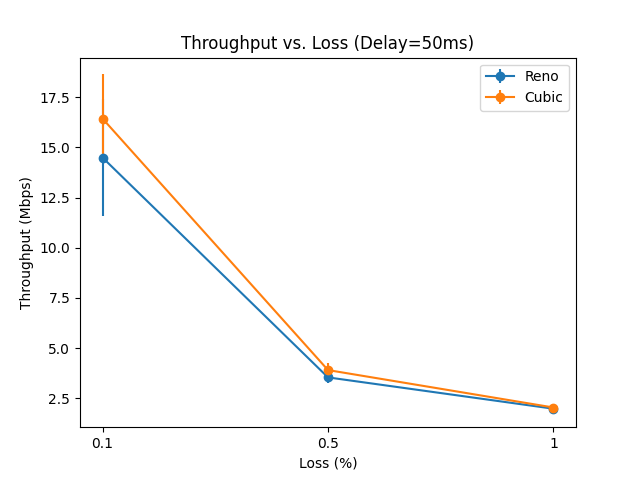 Throughput vs. Loss (Delay=50ms)
Reno
Cubic
Throughput (Mbps)
17.5
15.0
12.5
10.0
7.5
5.0
2.5
0.1
0.5
1
Loss (%)